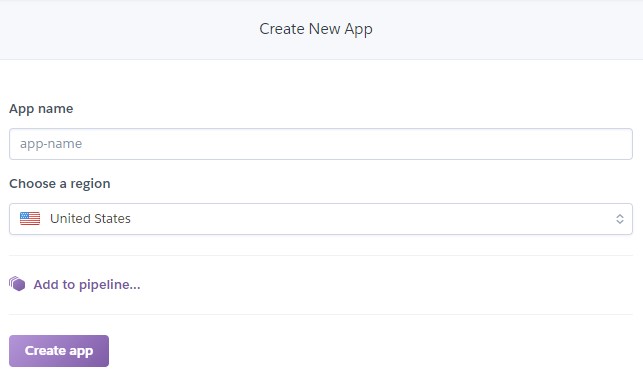 Create New App
App name
app-name
Choose a region
United States
Add to pipeline...
Create app